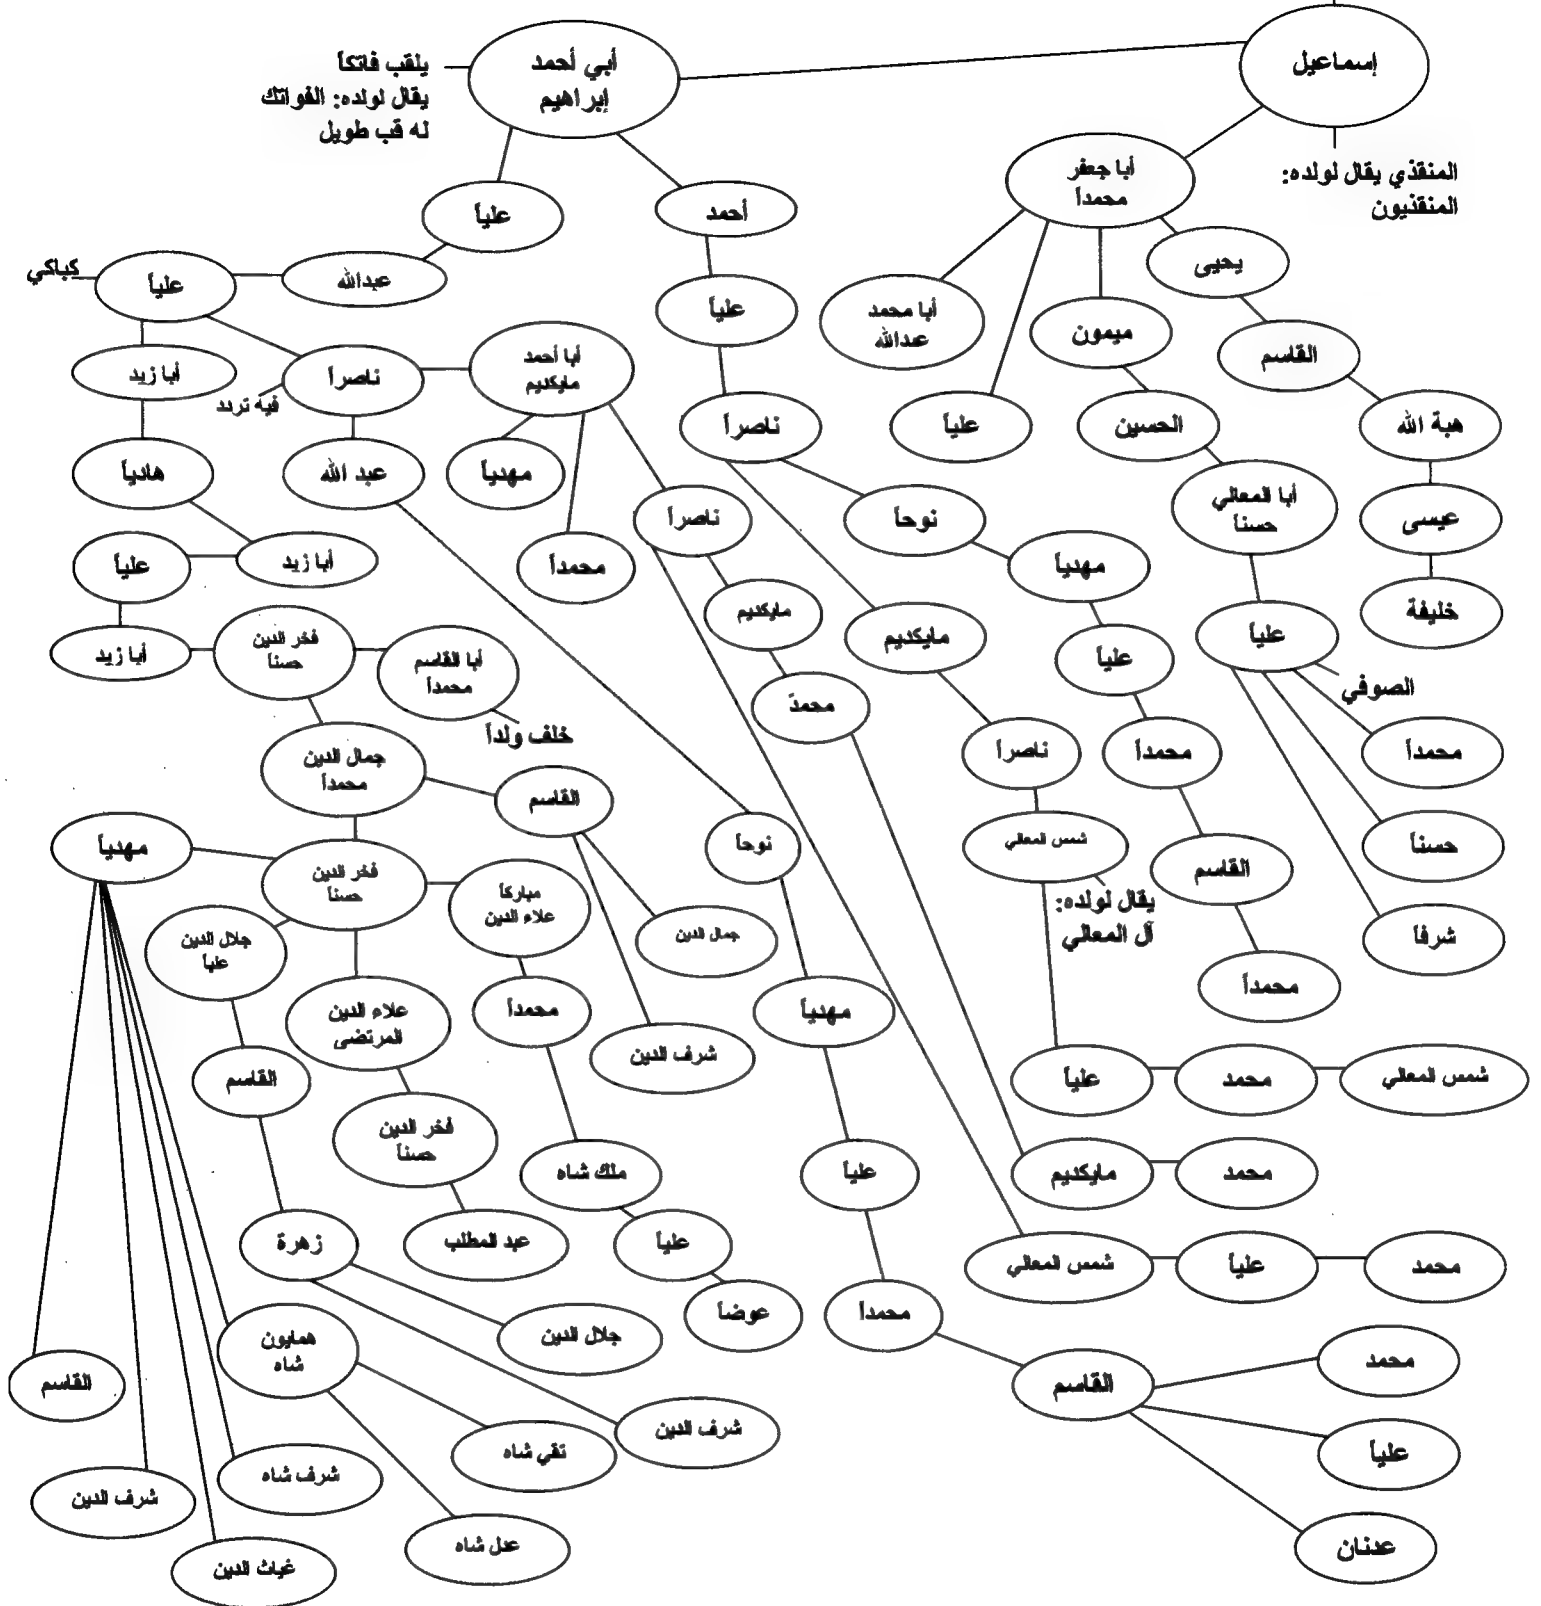 إسماعيل
المنقذي يقال لولده:
المنقذيون
أبي أحمد
إبراهيم
يلقب فاتكاً
يقال لولده: الفواتك
له قب طويل
أبا جعفر
محمداً
أحمد
علياً
يحيى
عبدالله
علياً
كباكي
علياً
أبا محمد
عبدالله
ميمون
القاسم
أبا أحمد
مايكديم
ناصراً
فيه تردد
أبا زيد
هبة الله
الحسين
علياً
ناصراً
مهدياً
عبد الله
هادياً
أبا المعالي
حسناً
عيسى
نوحاً
ناصراً
مهدياً
محمداً
أبا زيد
علياً
خليفة
علياً
الصوفي
مايكديم
مايكديم
علياً
فخر الدين
حسناً
أبا زيد
أبا القاسم
محمداً
خلف ولداً
محمدً
محمداً
محمداً
ناصراً
جمال الدين
محمداً
القاسم
حسناً
شمس المعالي
يقال لولده:
آل المعالي
القاسم
نوحاً
مهدياً
فخر الدين
حسناً
مباركاً
علاء الدين
شرفاً
جمال الدين
جلال الدين
علياً
محمداً
مهدياً
محمداً
علاء الدين
المرتضى
شرف الدين
شمس المعالي
محمد
علياً
القاسم
فخر الدين
حسناً
محمد
مايكديم
علياً
ملك شاه
زهرة
عبد المطلب
علياً
محمد
علياً
شمس المعالي
محمداً
عوضاً
جلال الدين
همايون
شاه
محمد
القاسم
القاسم
شرف الدين
تقي شاه
علياً
شرف شاه
شرف الدين
عدنان
عدل شاه
غياث الدين